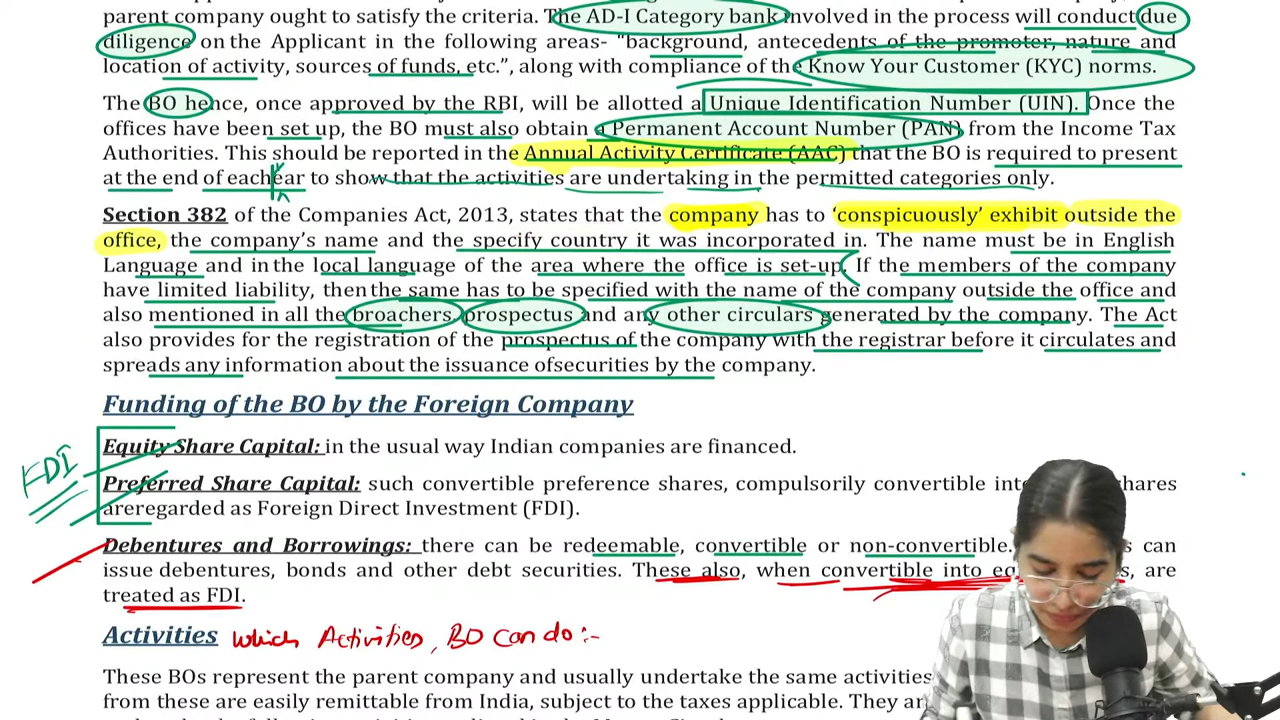 parent company ought to satisfy the criteria. The AD-I Category bank involved in the process will conduct due
diligence on the Applicant in the following areas- “background, antecedents of the promoter, nature and
location of activity, sources of funds, etc.”, along with compliance of the Know Your Customer (KYC) norms.
The BO hence, once approved by the RBI, will be allotted a Unique Identification Number (UIN). Once the
offices have been set up, the BO must also obtain a Permanent Account Number (PAN) from the Income Tax
Authorities. This should be reported in the Annual Activity Certificate (AAC) that the BO is required to present
at the end of each ear to show that the activities are undertaking in the permitted categories only.
Section 382 of the Companies Act, 2013, states that the company has to ‘conspicuously’ exhibit outside the
office, the company’s name and the specify country it was incorporated in. The name must be in English
Language and in the local language of the area where the office is set-up. If the members of the company
have limited liability, then the same has to be specified with the name of the company outside the office and
also mentioned in all the broachers, prospectus and any other circulars generated by the company. The Act
also provides for the registration of the prospectus of the company with the registrar before it circulates and
spreads any information about the issuance ofsecurities by the company.
Funding of the BO by the Foreign Company
Equity Share Capital: in the usual way Indian companies are financed.
FDI
Preferred Share Capital: such convertible preference shares, compulsorily convertible shares
areregarded as Foreign Direct Investment (FDI).
Debentures and Borrowings: there can be redeemable, convertible or non-convertible. can
issue debentures, bonds and other debt securities. These also, when convertible into are
treated as FDI.
Activities which Activities, BO can do :-
These BOs represent the parent company and usually undertake the same activities
from these are easily remittable from India, subject to the taxes applicable. They